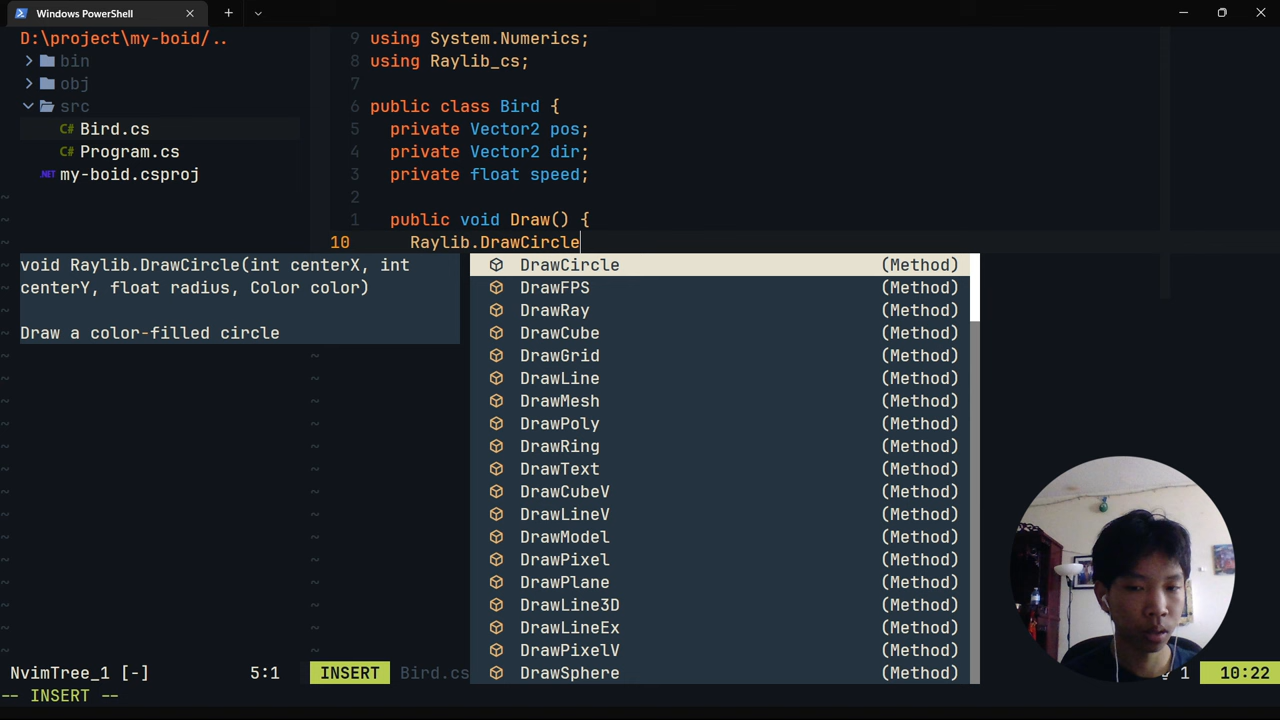 Windows PowerShell
D:\project\my-boid/..
bin
obj
src
C# Bird.cs
C# Program.cs
.NET my-boid.csproj
9 using System.Numerics;
8 using Raylib_cs;
7
6 public class Bird {
5 private Vector2 pos;
4 private Vector2 dir;
3 private float speed;
2
1 public void Draw() {
10 Raylib.DrawCircle
void Raylib.DrawCircle(int centerX, int
centerY, float radius, Color color)
Draw a color-filled circle
DrawCircle (Method)
DrawFPS (Method)
DrawRay (Method)
DrawCube (Method)
DrawGrid (Method)
DrawLine (Method)
DrawMesh (Method)
DrawPoly (Method)
DrawRing (Method)
DrawText (Method)
DrawCubeV (Method)
DrawLineV (Method)
DrawModel (Method)
DrawPixel (Method)
DrawPlane (Method)
DrawLine3D (Method)
DrawLineEx (Method)
DrawPixelV (Method)
DrawSphere (Method)
NvimTree_1 [-] 5:1 INSERT Bird.cs 1 10:22
-- INSERT --